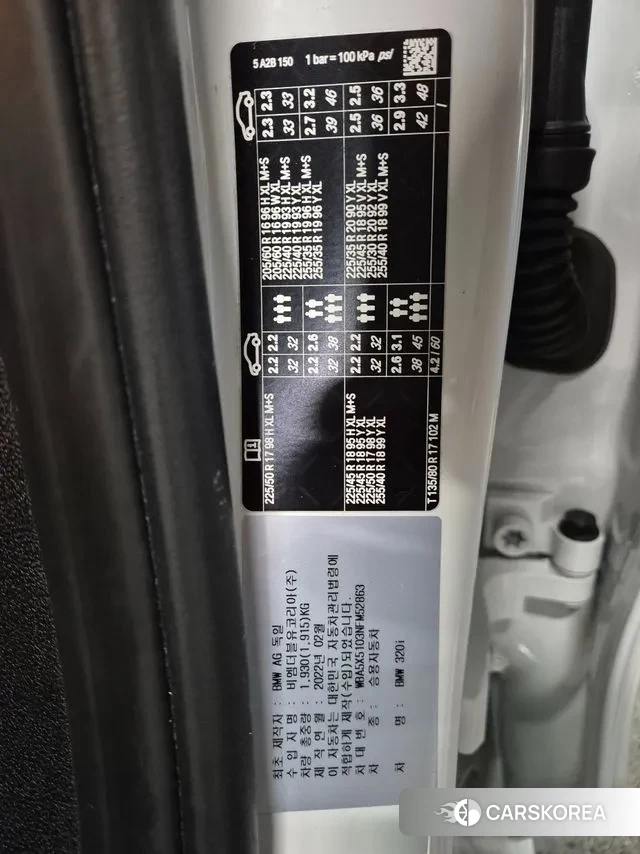 5 A2B 150 1 bar = 100 kPa psi
225/50 R 17 98 H XL M+S 2.2 2.2 205/60 R 16 96 H XL M+S 2.3 2.3
32 32 205/60 R 16 96 W XL 33 33
225/40 R 19 93 H XL M+S
2.2 2.6 225/40 R 19 93 Y XL 2.7 3.2
32 38 255/35 R 19 96 H XL M+S 39 46
255/35 R 19 96 Y XL
225/45 R 18 95 H XL M+S 2.2 2.2 225/35 R 20 90 Y XL 2.5 2.5
225/45 R 18 95 Y XL 32 32 225/45 R 18 95 V XL M+S 36 36
225/50 R 17 98 Y XL 2.6 3.1 255/30 R 20 92 Y XL 2.9 3.3
255/40 R 18 99 Y XL 38 45 255/40 R 18 99 V XL M+S 42 48
T 135/80 R 17 102 M 4.2 / 60 /
최초 제작자 : BMW AG 독일
수 입 자 명 : 비엠더블유코리아(주)
차량 총중량 : 1,930(1,915)KG
제 작 연 월 : 2022년 02월
이 자동차는 대한민국 자동차관리법령에
적합하게 제작(수입)되었습니다.
차 대 번 호 : WBA5X5103NFM52863
차 종 : 승용자동차
차 명 : BMW 320i
CARSKOREA